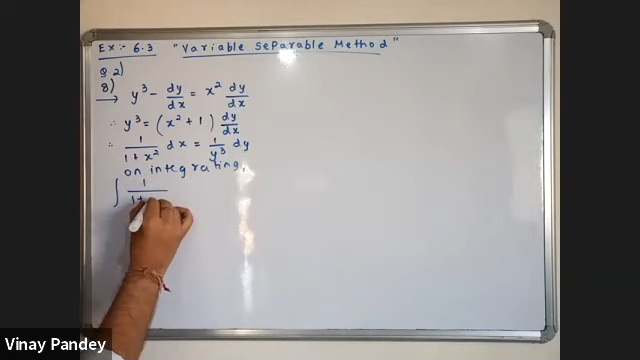 Ex:- 6.3 "Variable Separable Method"
Q 2)
8)
→ y³ - dy/dx = x² dy/dx
∴ y³ = (x² + 1) dy/dx
∴ 1/(1 + x²) dx = 1/y³ dy
on integrating,
∫ 1/1+
Vinay Pandey